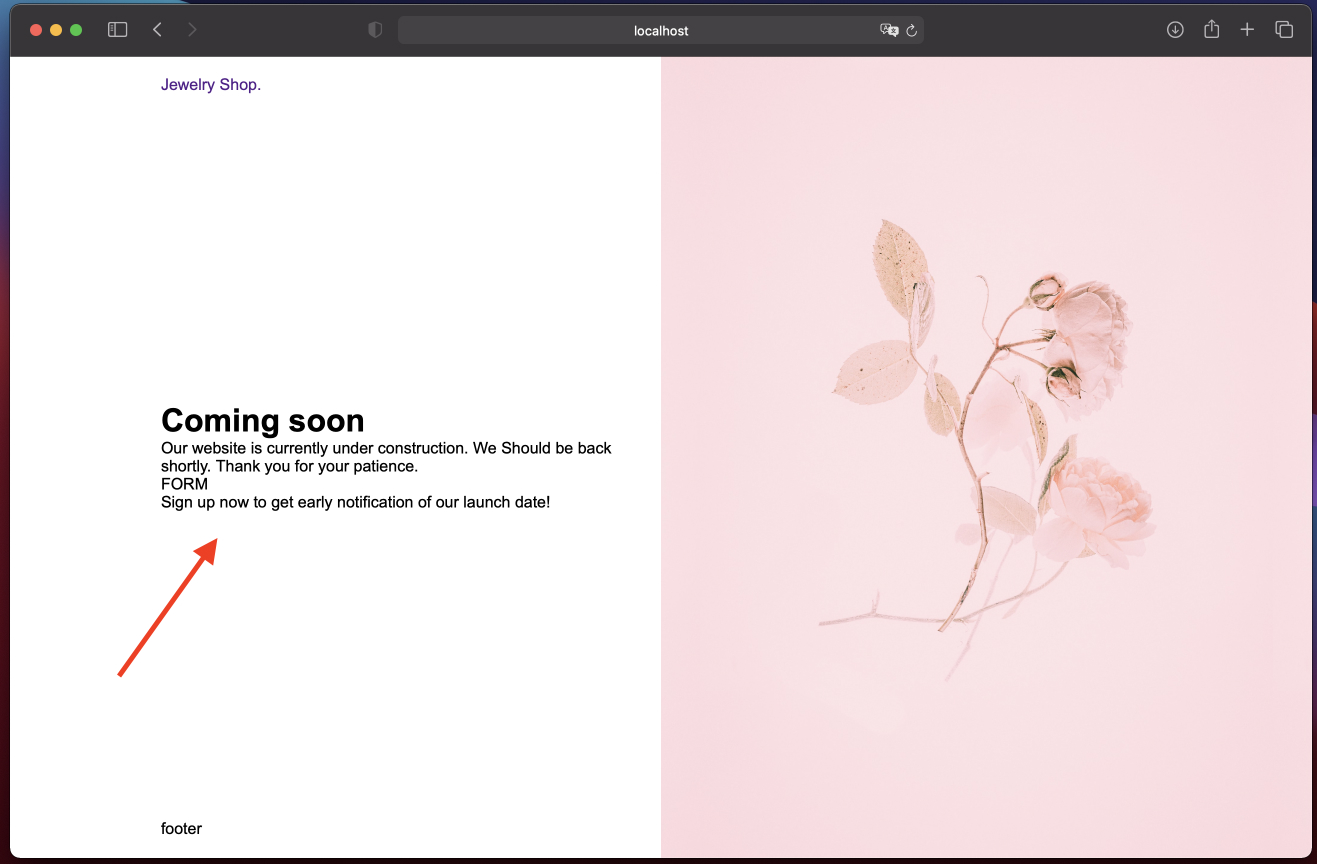 localhost
Jewelry Shop.
Coming soon
Our website is currently under construction. We Should be back
shortly. Thank you for your patience.
FORM
Sign up now to get early notification of our launch date!
footer